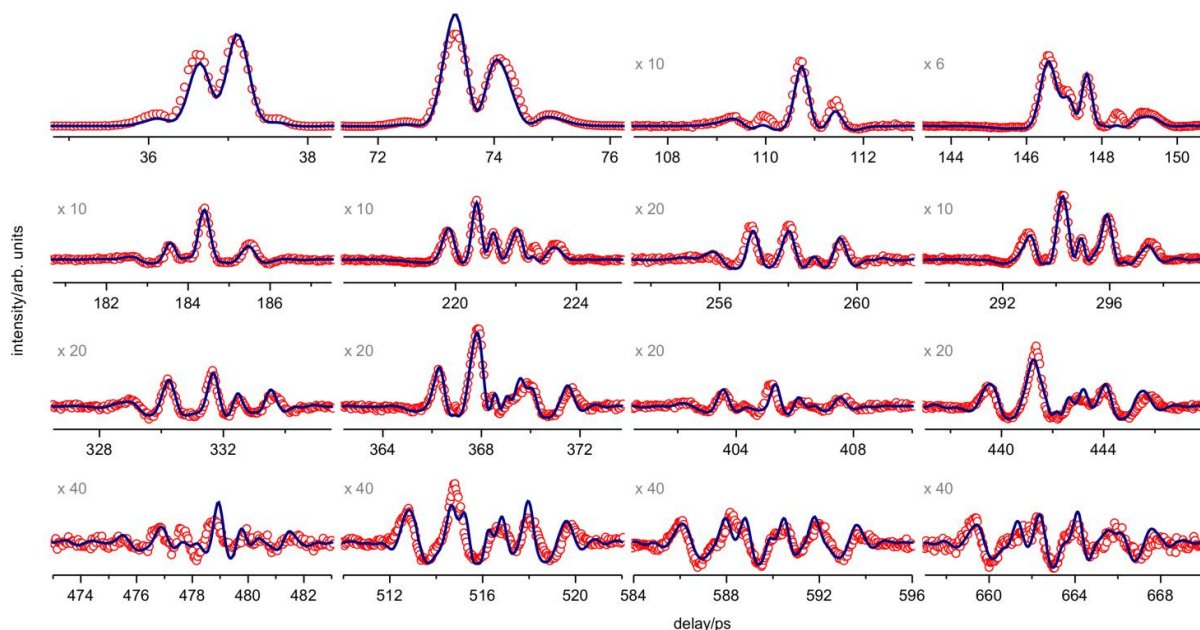 36 38 72 74 76 x 10 108 110 112 x 6 144 146 148 150
x 10 182 184 186 x 10 220 224 x 20 256 260 x 10 292 296
x 20 328 332 x 20 364 368 372 x 20 404 408 x 20 440 444
x 40 474 476 478 480 482 x 40 512 516 520 x 40 584 588 592 596 x 40 660 664 668
intensity/arb. units
delay/ps